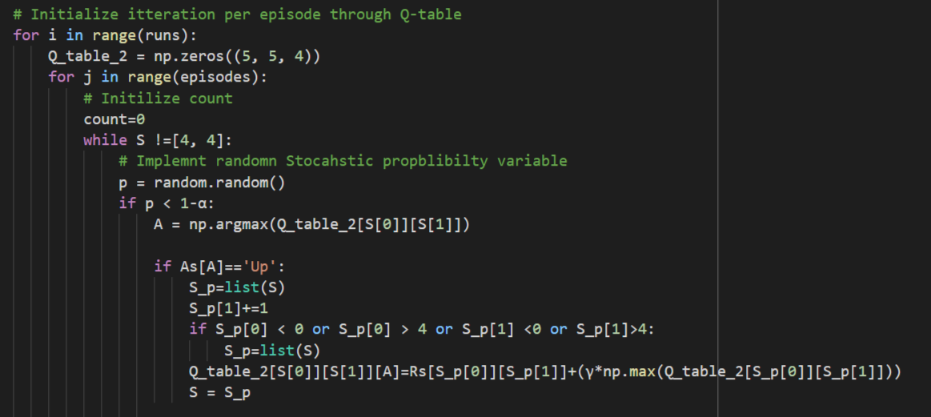 # Initialize itteration per episode through Q-table
for i in range(runs):
Q_table_2 = np.zeros((5, 5, 4))
for j in range(episodes):
# Initilize count
count=0
while S !=[4, 4]:
# Implemnt randomn Stocahstic propblibilty variable
p = random.random()
if p < 1-α:
A = np.argmax(Q_table_2[S[0]][S[1]])
if As[A]=='Up':
S_p=list(S)
S_p[1]+=1
if S_p[0] < 0 or S_p[0] > 4 or S_p[1] <0 or S_p[1]>4:
S_p=list(S)
Q_table_2[S[0]][S[1]][A]=Rs[S_p[0]][S_p[1]]+(γ*np.max(Q_table_2[S_p[0]][S_p[1]]))
S = S_p